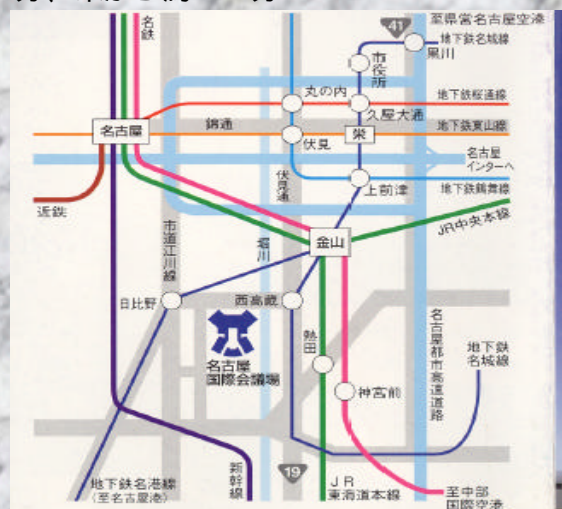 名鉄
41
至県営名古屋空港
地下鉄名城線
黒川
市役所
丸の内
久屋大通
地下鉄桜通線
名古屋
錦通
伏見
栄
地下鉄東山線
名古屋
インターへ
伏見通
上前津
地下鉄鶴舞線
近鉄
市道江川線
堀川
金山
JR中央本線
日比野
西高蔵
名古屋
国際会議場
熱田
名古屋都市高速道路
地下鉄
名城線
神宮前
地下鉄名港線
(至名古屋港)
新幹線
19
JR
東海道本線
至中部
国際空港